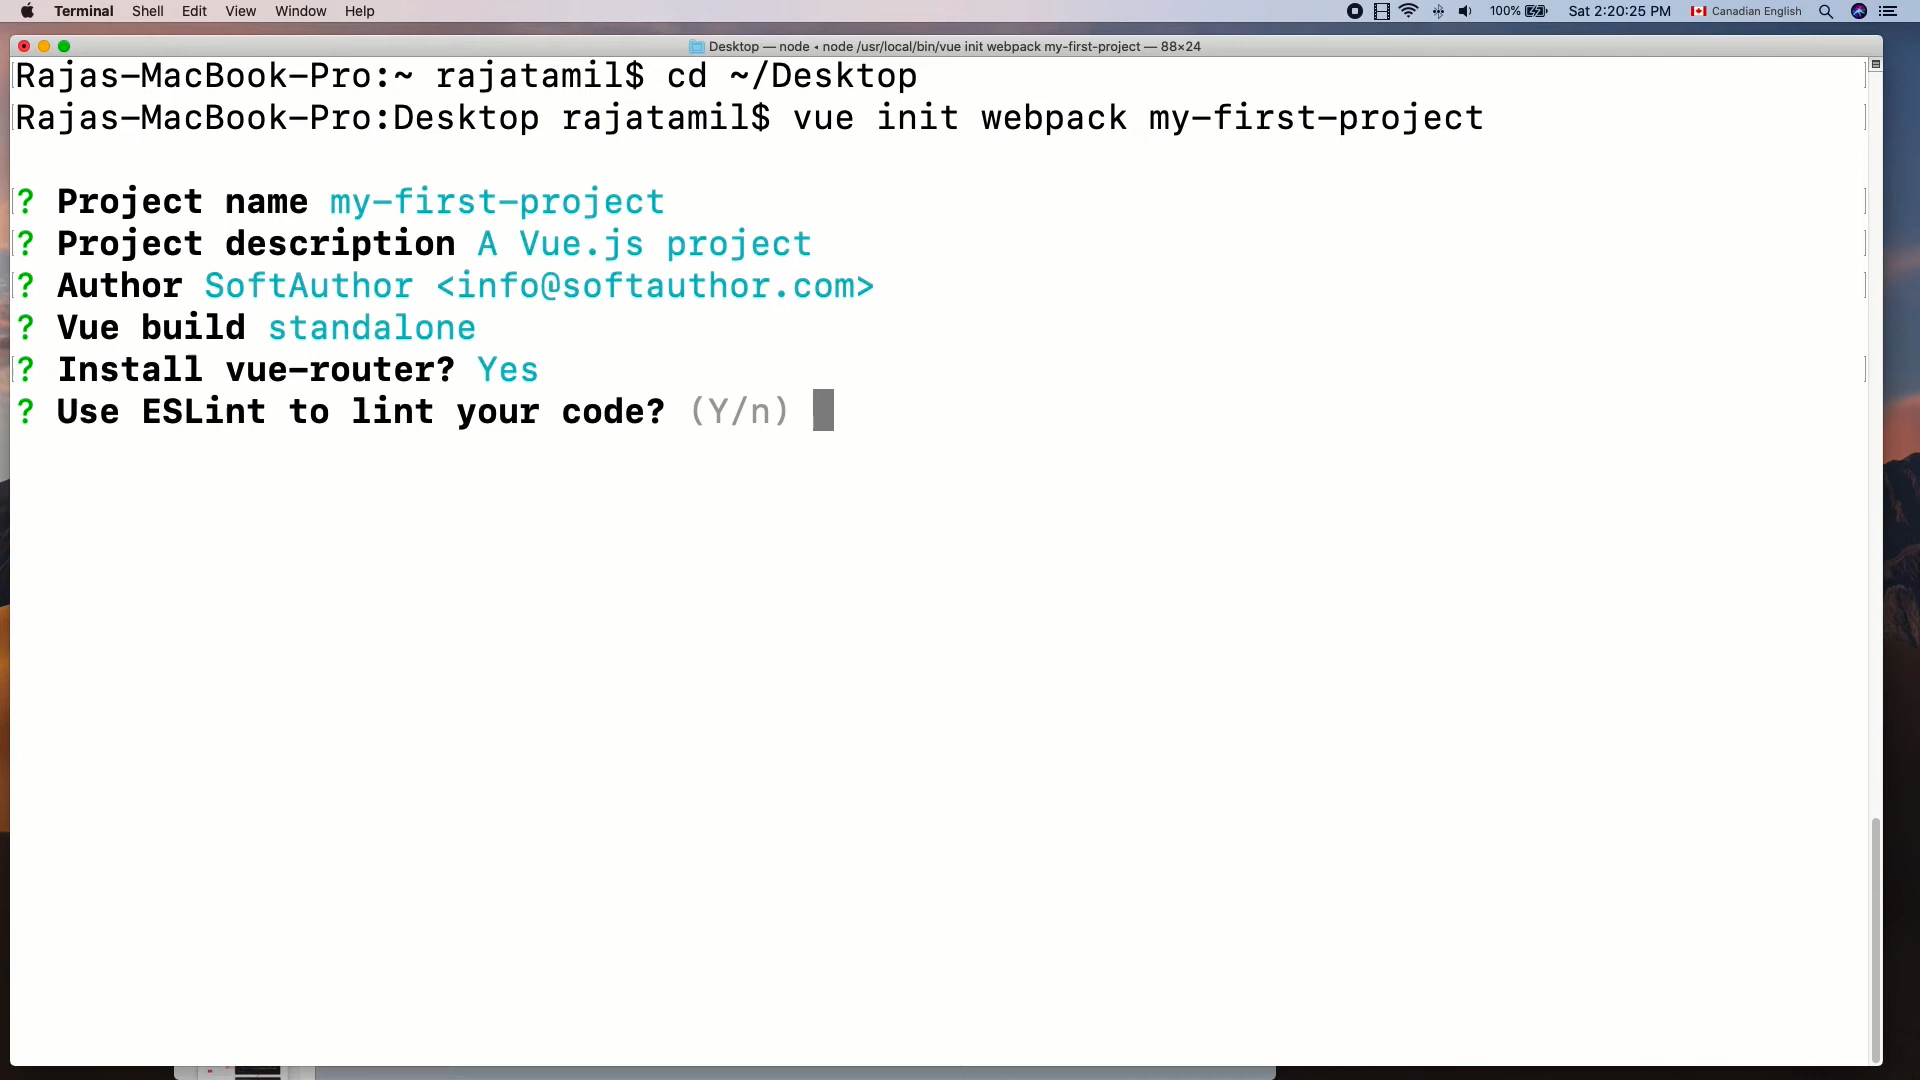 Terminal Shell Edit View Window Help 100% Sat 2:20:25 PM Canadian English
Desktop — node ◂ node /usr/local/bin/vue init webpack my-first-project — 88×24
Rajas-MacBook-Pro:~ rajatamil$ cd ~/Desktop
Rajas-MacBook-Pro:Desktop rajatamil$ vue init webpack my-first-project
? Project name my-first-project
? Project description A Vue.js project
? Author SoftAuthor <info@softauthor.com>
? Vue build standalone
? Install vue-router? Yes
? Use ESLint to lint your code? (Y/n)